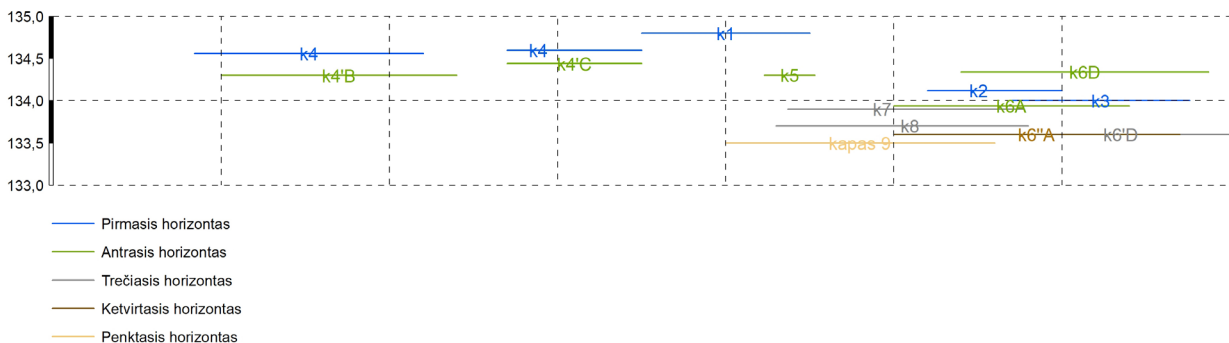 135,0
k1
k4 k4
134,5
k4'C
k4'B k5 k6D
k2
134,0 k3
k7 k6A
k8
k6''A k6'D
133,5 kapas 9
133,0
Pirmasis horizontas
Antrasis horizontas
Trečiasis horizontas
Ketvirtasis horizontas
Penktasis horizontas